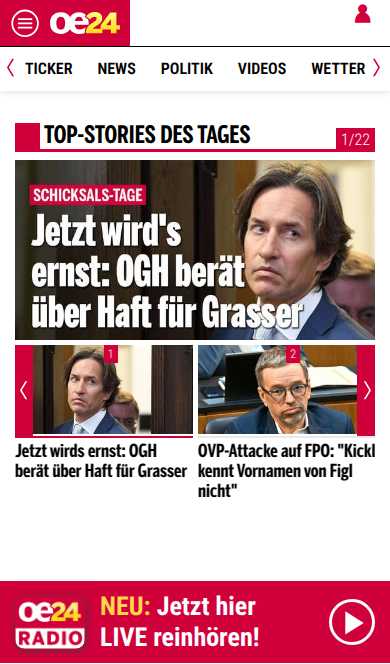 oe24
TICKER NEWS POLITIK VIDEOS WETTER
TOP-STORIES DES TAGES
1/22
SCHICKSALS-TAGE
Jetzt wird's
ernst: OGH berät
über Haft für Grasser
1
2
Jetzt wirds ernst: OGH
berät über Haft für Grasser
ÖVP-Attacke auf FPÖ: "Kickl
kennt Vornamen von Figl
nicht"
oe24
RADIO
NEU: Jetzt hier
LIVE reinhören!